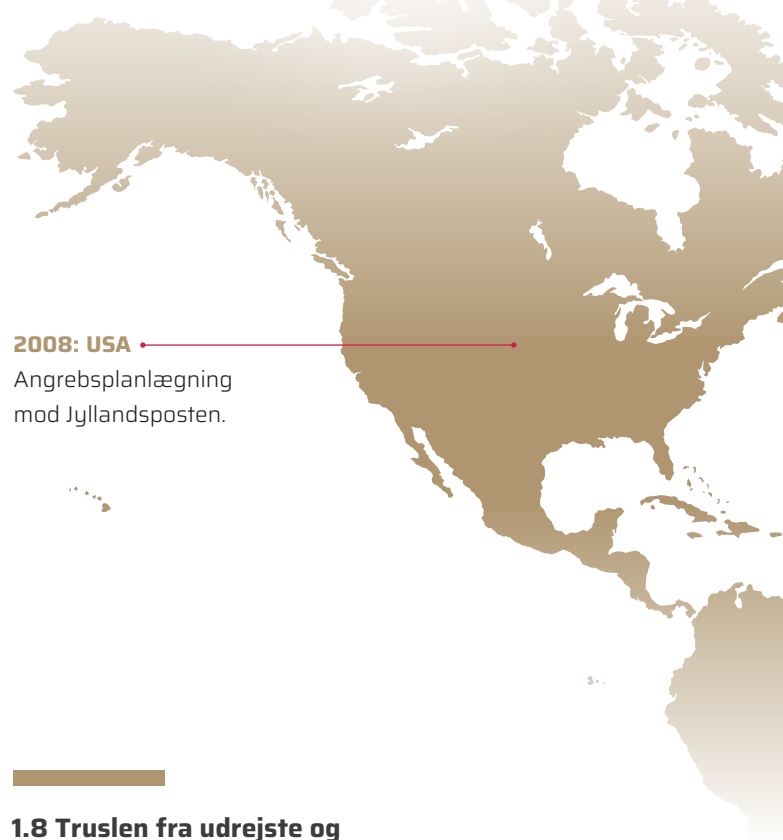 2008: USA
Angrebsplanlægning
mod Jyllandsposten.
1.8 Truslen fra udrejste og